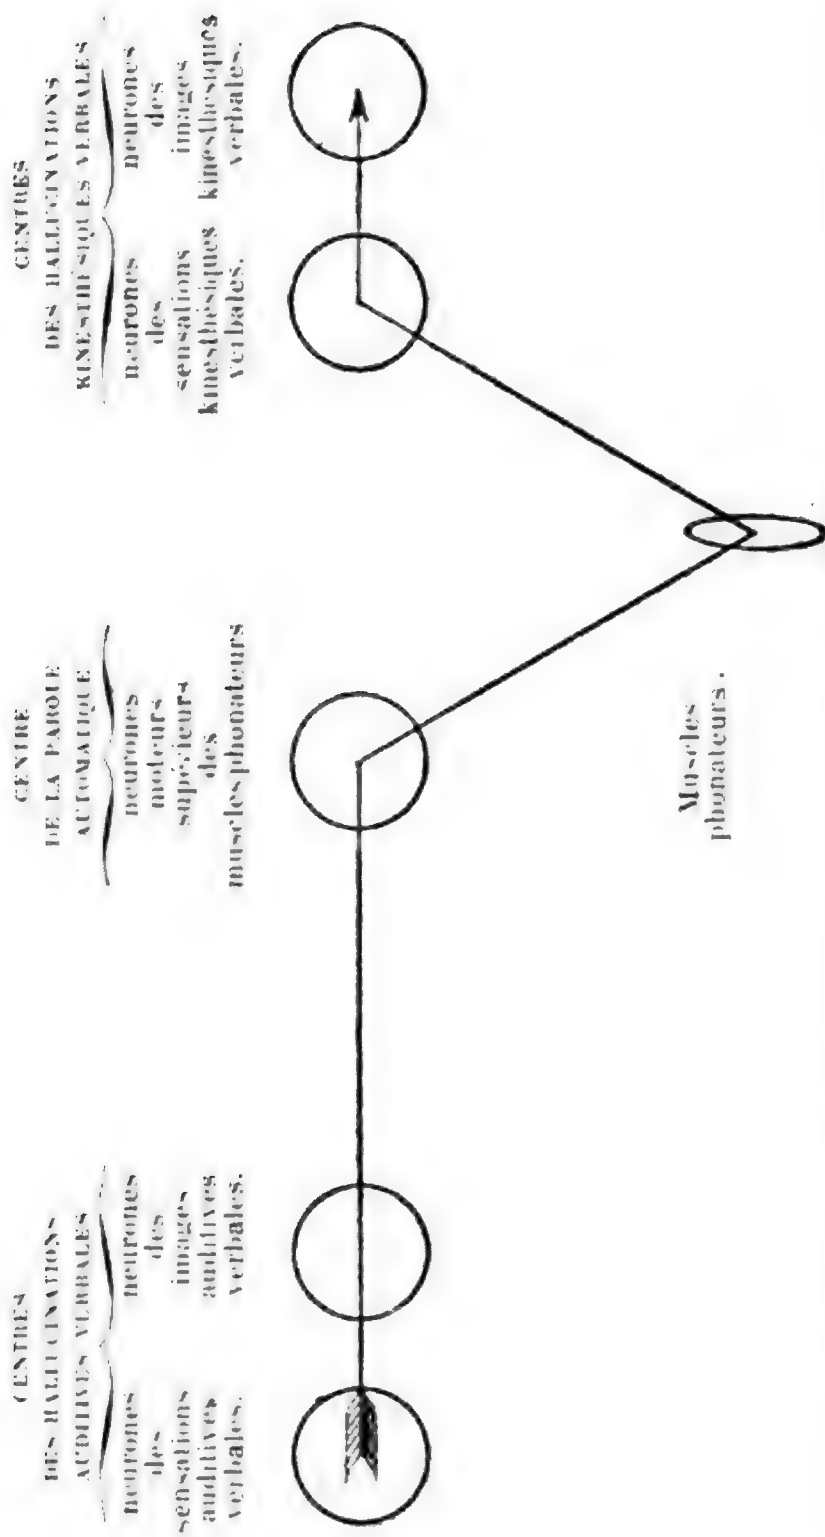 CENTRES
DES HALLUCINATIONS
AUDITIVES VERBALES
neurones
des
sensations
auditives
verbales.
neurones
des
images
auditives
verbales.
CENTRE
DE LA PAROLE
AUTOMATIQUE
neurones
moteurs
supérieurs
des
muscles phonateurs
CENTRES
DES HALLUCINATIONS
KINESTHÉSIQUES VERBALES
neurones
des
sensations
kinesthésiques
verbales.
neurones
des
images
kinesthésiques
verbales.
Muscles
phonateurs.